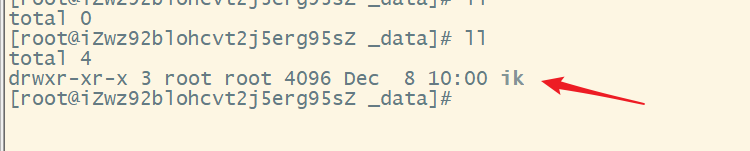 [root@iZwz92blohcvt2j5erg95sZ _data]# ll
total 0
[root@iZwz92blohcvt2j5erg95sZ _data]# ll
total 4
drwxr-xr-x 3 root root 4096 Dec  8 10:00 ik
[root@iZwz92blohcvt2j5erg95sZ _data]#